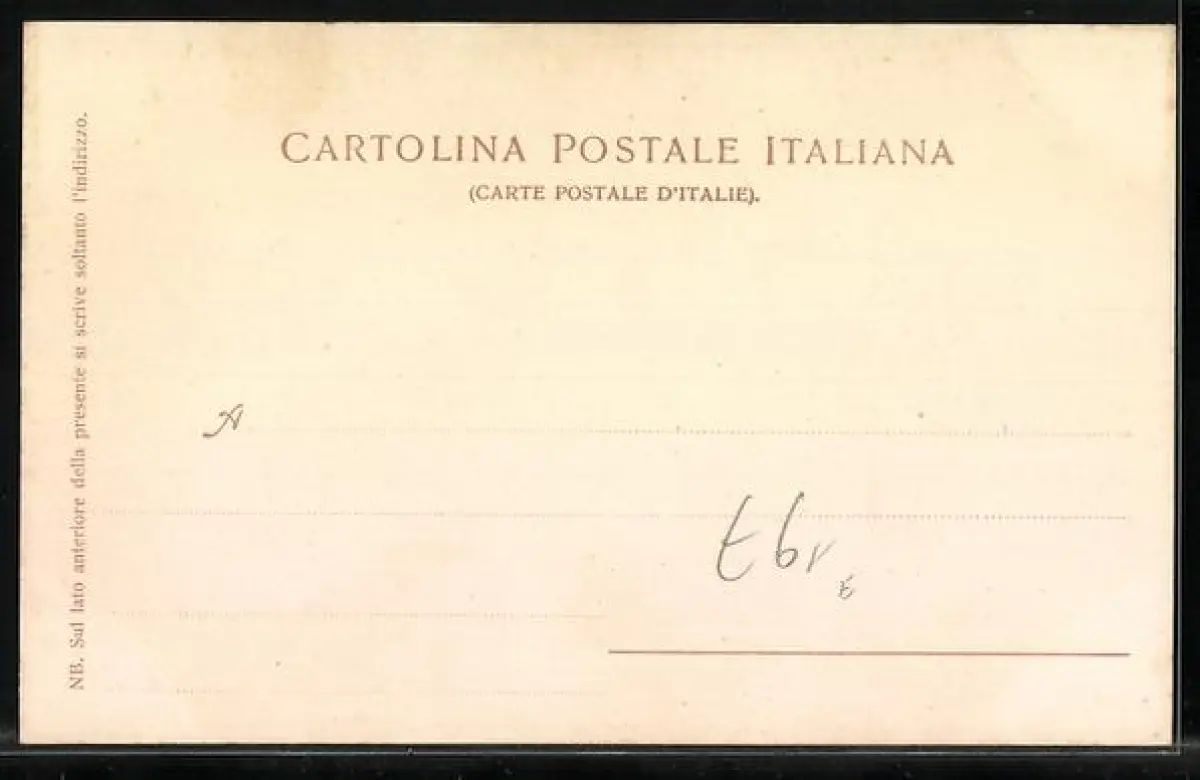 CARTOLINA POSTALE ITALIANA
(CARTE POSTALE D'ITALIE).
NB. Sul lato anteriore della presente si scrive soltanto l'indirizzo.
A